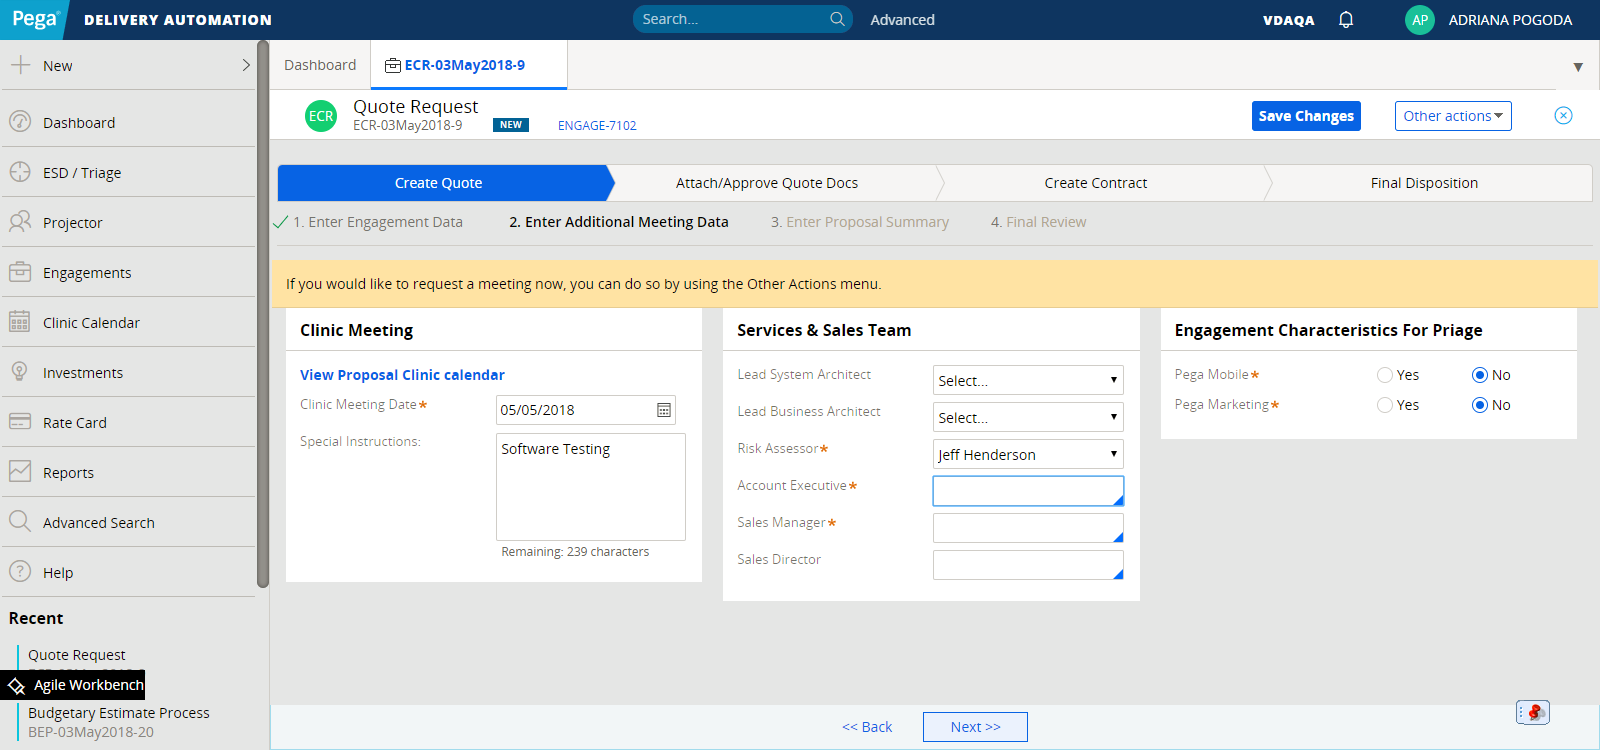 Pega DELIVERY AUTOMATION Search... Advanced VDAQA AP ADRIANA POGODA
New
Dashboard
ESD / Triage
Projector
Engagements
Clinic Calendar
Investments
Rate Card
Reports
Advanced Search
Help
Recent
Quote Request
Agile Workbench
Budgetary Estimate Process
BEP-03May2018-20
Dashboard ECR-03May2018-9
ECR Quote Request
ECR-03May2018-9 NEW ENGAGE-7102
Save Changes Other actions
Create Quote Attach/Approve Quote Docs Create Contract Final Disposition
1. Enter Engagement Data 2. Enter Additional Meeting Data 3. Enter Proposal Summary 4. Final Review
If you would like to request a meeting now, you can do so by using the Other Actions menu.
Clinic Meeting
View Proposal Clinic calendar
Clinic Meeting Date* 05/05/2018
Special Instructions: Software Testing
Remaining: 239 characters
Services & Sales Team
Lead System Architect Select...
Lead Business Architect Select...
Risk Assessor* Jeff Henderson
Account Executive*
Sales Manager*
Sales Director
Engagement Characteristics For Priage
Pega Mobile* Yes No
Pega Marketing* Yes No
<< Back Next >>